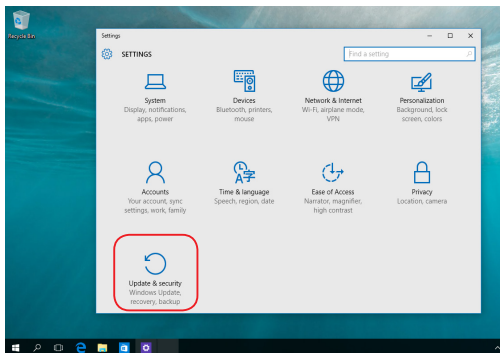 Recycle Bin
Settings
SETTINGS
Find a setting
System
Display, notifications,
apps, power
Devices
Bluetooth, printers,
mouse
Network & Internet
Wi-Fi, airplane mode,
VPN
Personalization
Background, lock
screen, colors
Accounts
Your account, sync
settings, work, family
Time & language
Speech, region, date
Ease of Access
Narrator, magnifier,
high contrast
Privacy
Location, camera
Update & security
Windows Update,
recovery, backup